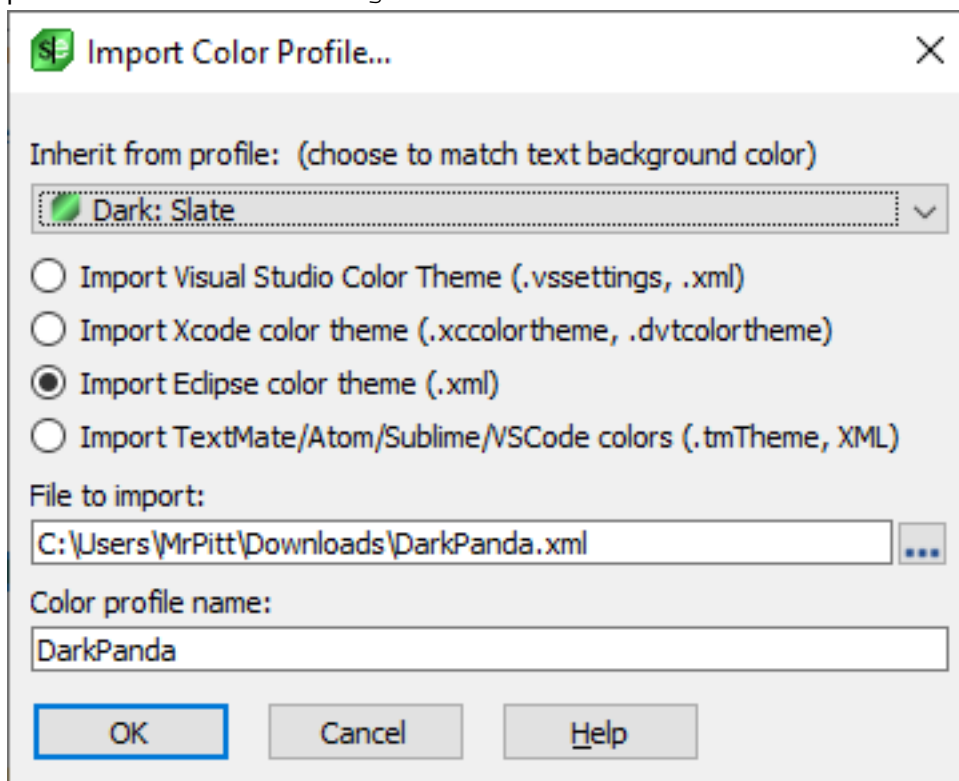 Import Color Profile...
Inherit from profile: (choose to match text background color)
Dark: Slate
Import Visual Studio Color Theme (.vssettings, .xml)
Import Xcode color theme (.xccolortheme, .dvtcolortheme)
Import Eclipse color theme (.xml)
Import TextMate/Atom/Sublime/VSCode colors (.tmTheme, XML)
File to import:
C:\Users\MrPitt\Downloads\DarkPanda.xml
...
Color profile name:
DarkPanda
OK Cancel Help